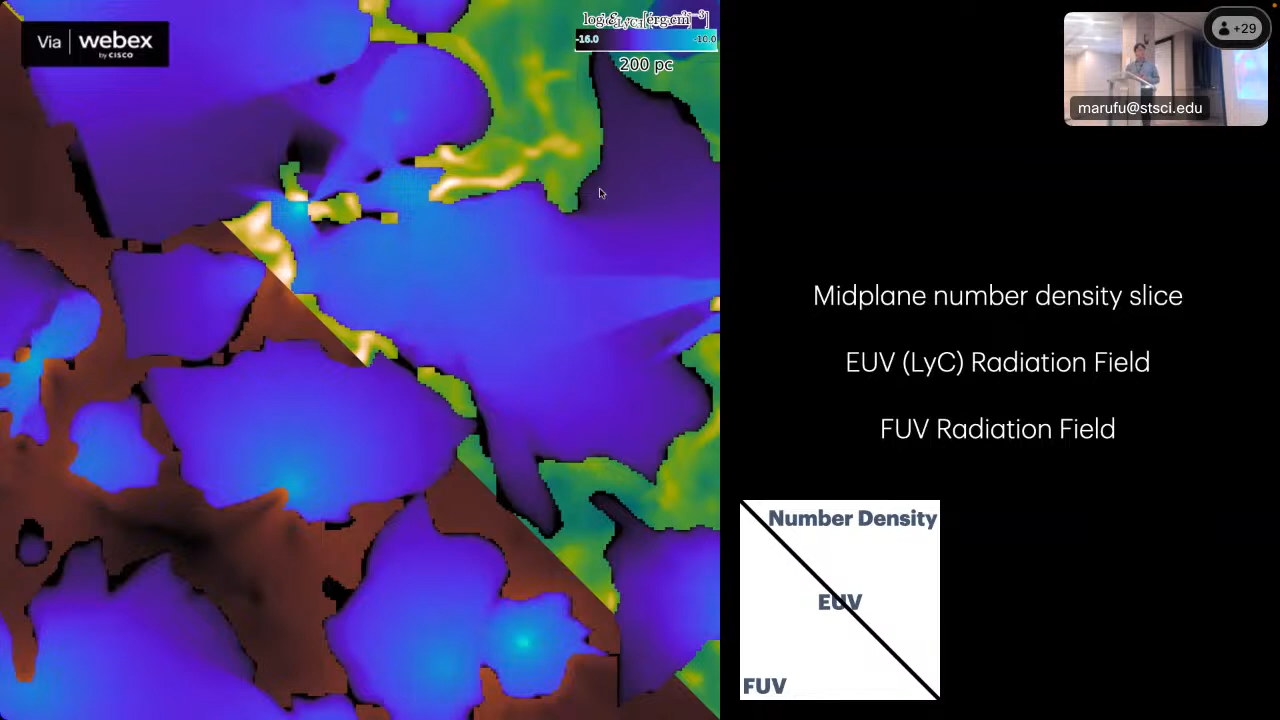 Via | webex
by CISCO
-16.0
-10.0
200 pc
+29
marufu@stsci.edu
Midplane number density slice
EUV (LyC) Radiation Field
FUV Radiation Field
Number Density
EUV
FUV